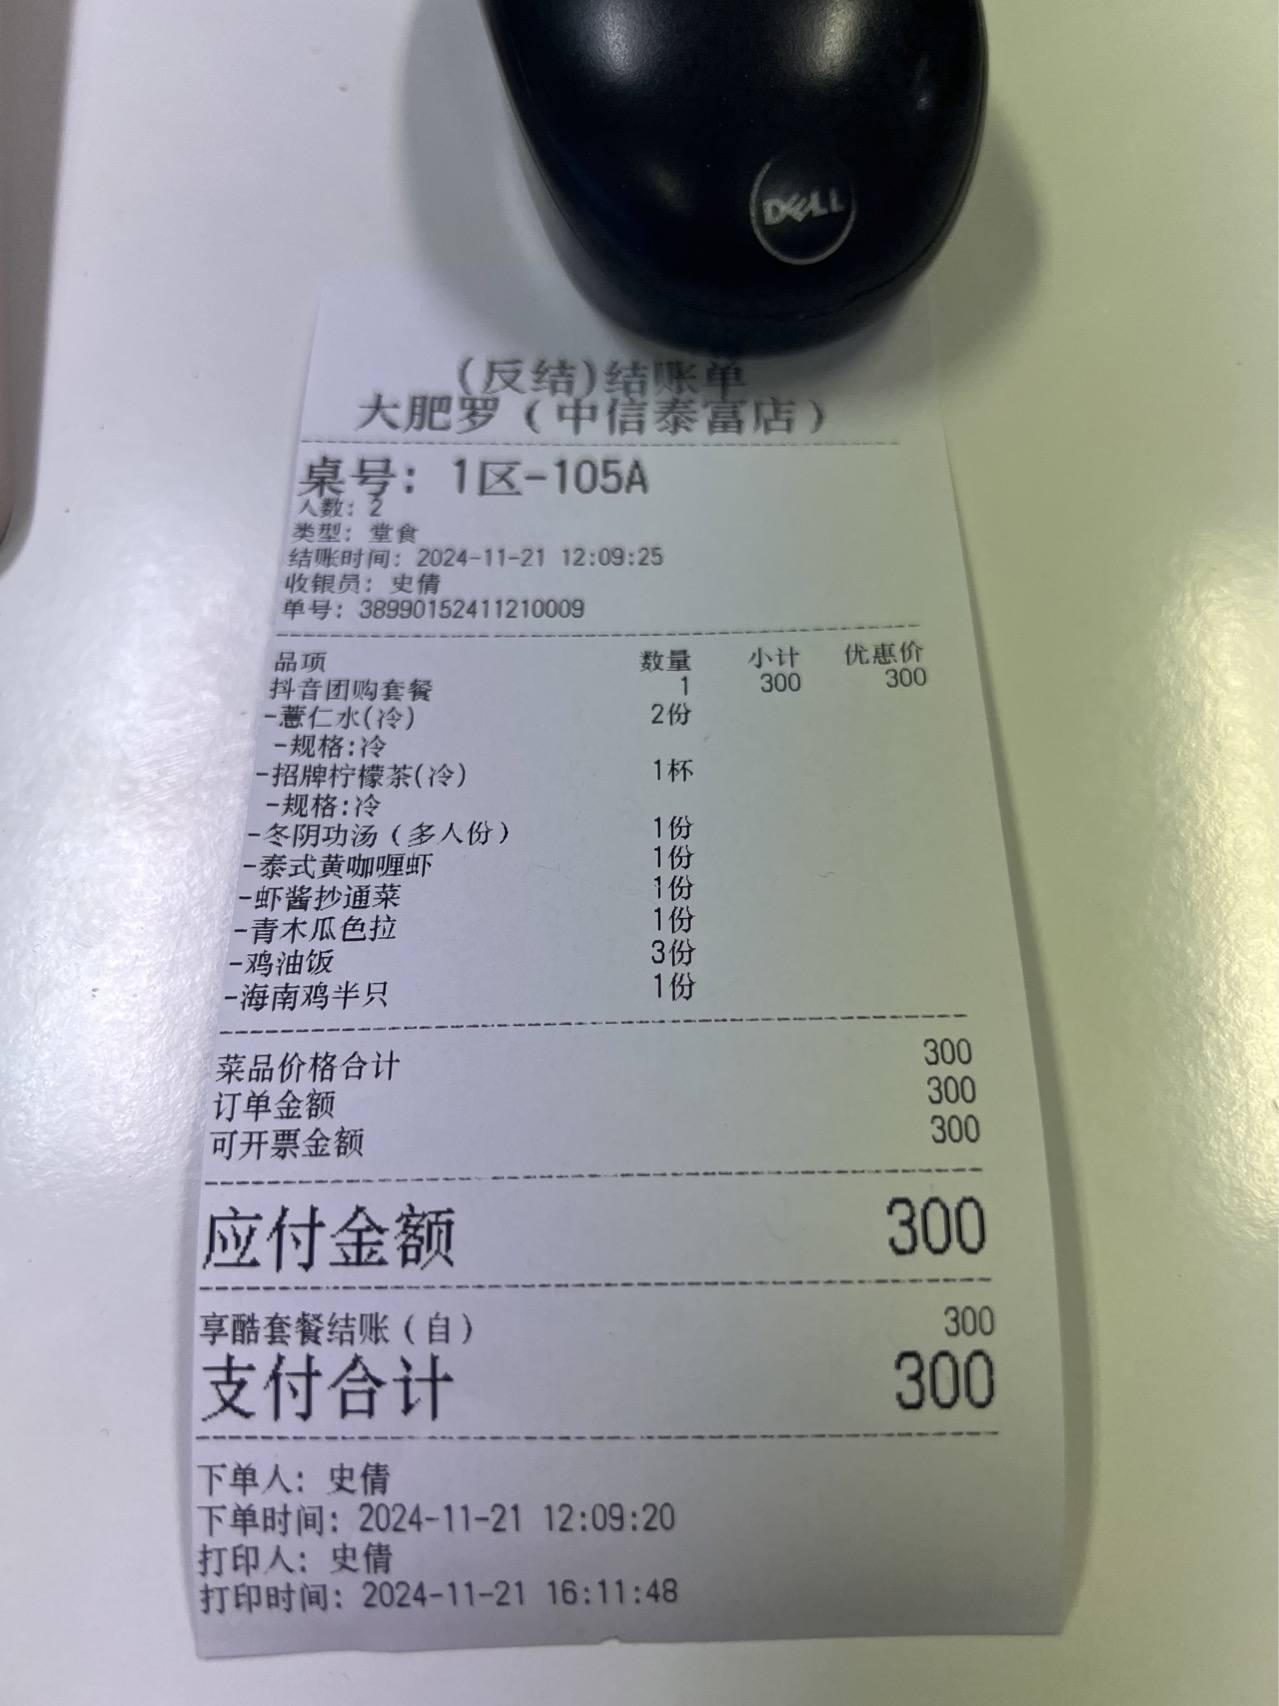 DELL
(反结)结账单
大肥罗（中信泰富店）
桌号: 1区-105A
人数: 2
类型: 堂食
结账时间: 2024-11-21 12:09:25
收银员: 史倩
单号: 38990152411210009
品项 数量 小计 优惠价
抖音团购套餐 1 300 300
-薏仁水(冷) 2份
-规格:冷
-招牌柠檬茶(冷) 1杯
-规格:冷
-冬阴功汤（多人份） 1份
-泰式黄咖喱虾 1份
-虾酱抄通菜 1份
-青木瓜色拉 1份
-鸡油饭 3份
-海南鸡半只 1份
菜品价格合计 300
订单金额 300
可开票金额 300
应付金额 300
享酷套餐结账（自） 300
支付合计 300
下单人: 史倩
下单时间: 2024-11-21 12:09:20
打印人: 史倩
打印时间: 2024-11-21 16:11:48